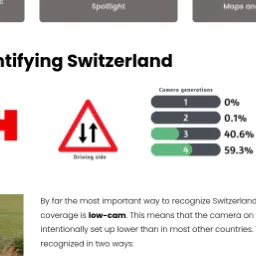 Spotlight
Maps an
ntifying Switzerland
Camera generations
1 0%
2 0.1%
3 40.6%
4 59.3%
Driving side
By far the most important way to recognize Switzerland
coverage is low-cam. This means that the camera on
intentionally set up lower than in most other countries.
recognized in two ways: